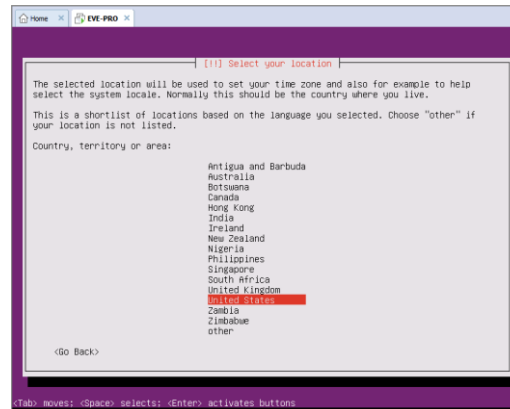 Home × EVE-PRO ×
[!!] Select your location
The selected location will be used to set your time zone and also for example to help
select the system locale. Normally this should be the country where you live.
This is a shortlist of locations based on the language you selected. Choose "other" if
your location is not listed.
Country, territory or area:
Antigua and Barbuda
Australia
Botswana
Canada
Hong Kong
India
Ireland
New Zealand
Nigeria
Philippines
Singapore
South Africa
United Kingdom
United States
Zambia
Zimbabwe
other
<Go Back>
<Tab> moves; <Space> selects; <Enter> activates buttons